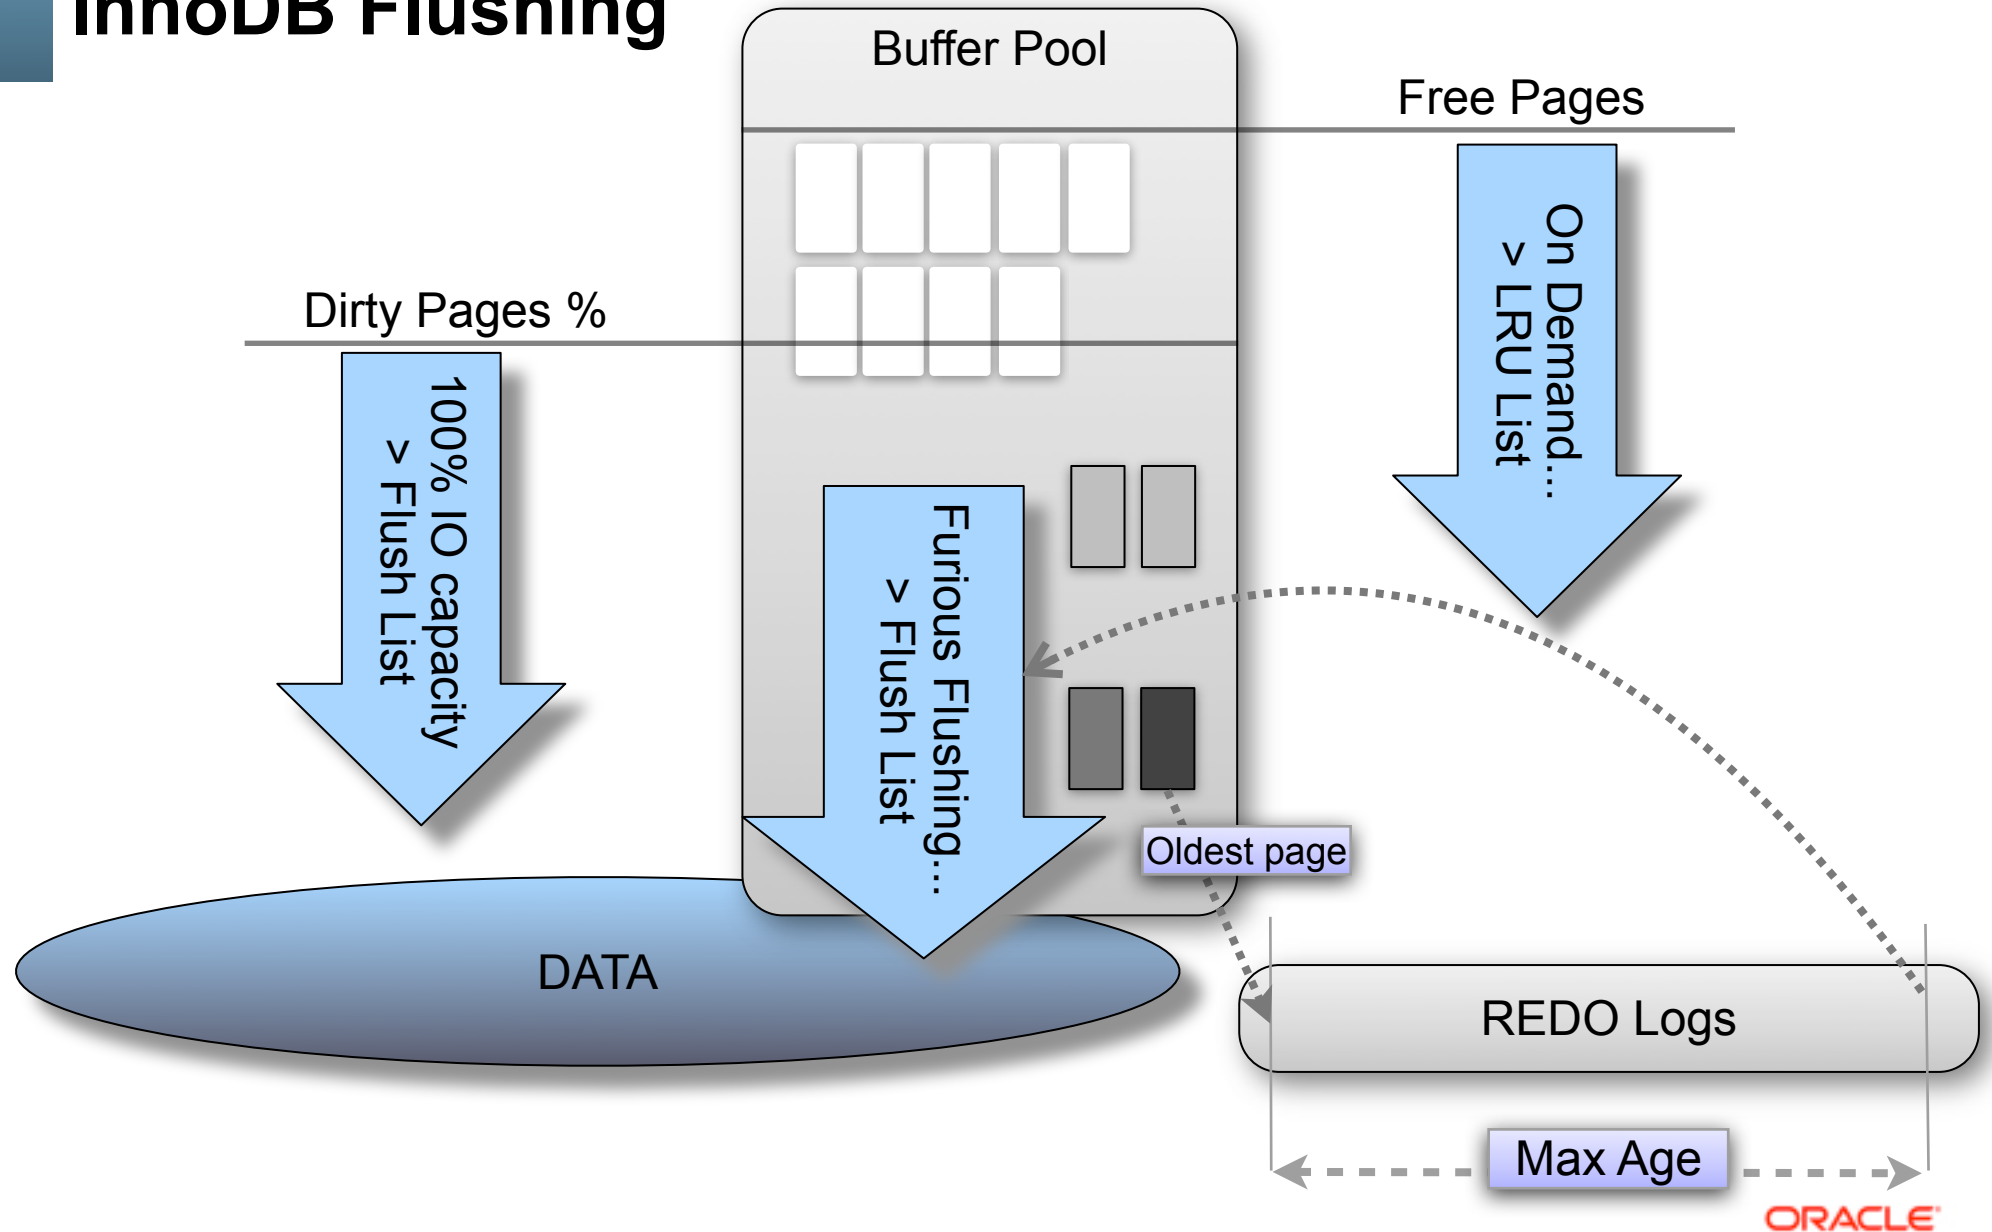 InnoDB Flushing
Buffer Pool
Free Pages
Dirty Pages %
On Demand...
> LRU List
100% IO capacity
> Flush List
Furious Flushing...
> Flush List
Oldest page
DATA
REDO Logs
Max Age
ORACLE